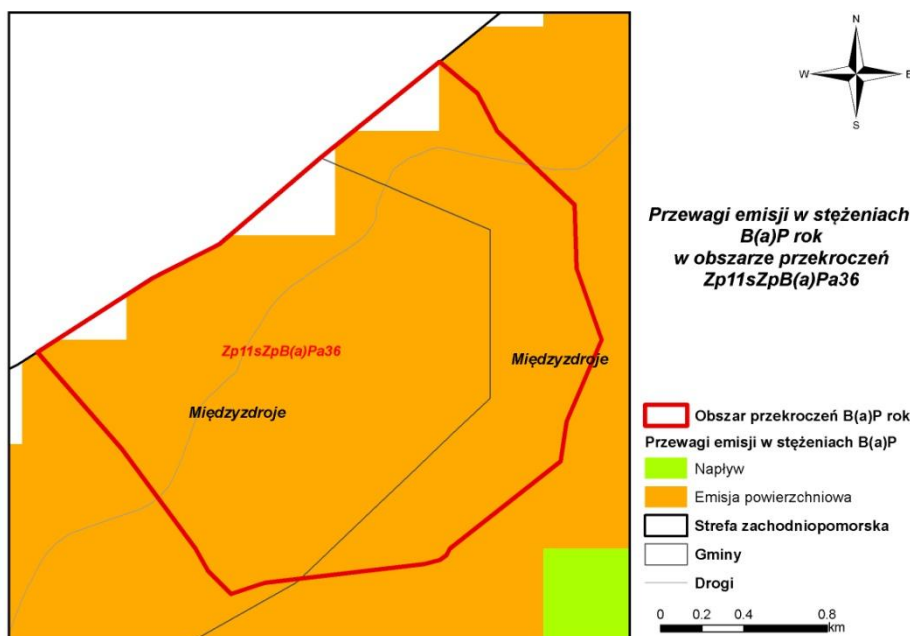 N
W
E
S
Przewagi emisji w stężeniach
B(a)P rok
w obszarze przekroczeń
Zp11sZpB(a)Pa36
Zp11sZpB(a)Pa36
Międzyzdroje
Międzyzdroje
Obszar przekroczeń B(a)P rok
Przewagi emisji w stężeniach B(a)P
Napływ
Emisja powierzchniowa
Strefa zachodniopomorska
Gminy
Drogi
0 0.2 0.4 0.8
km